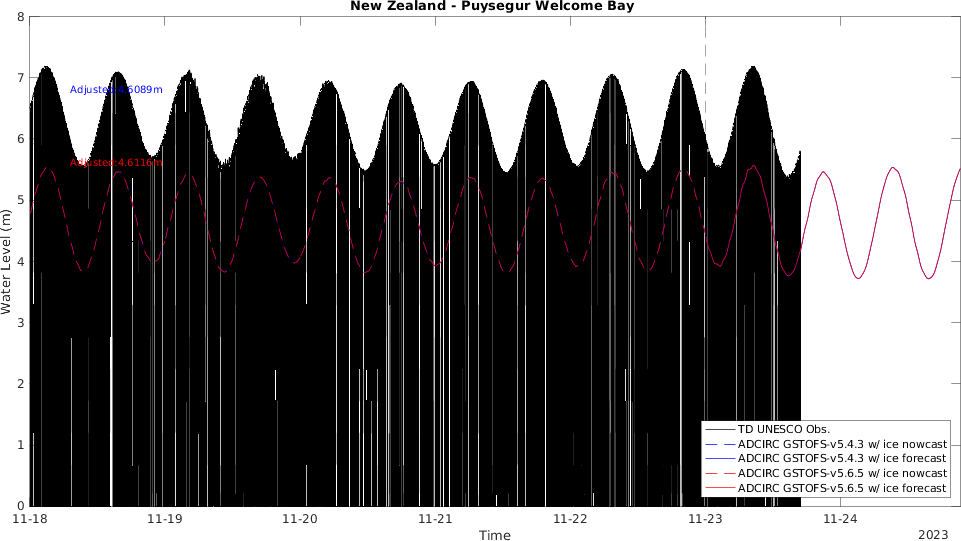 New Zealand - Puysegur Welcome Bay
8
7
6
5
4
3
2
1
0
Water Level (m)
Adjusted:4.6089m
Adjusted:4.6116m
TD UNESCO Obs.
ADCIRC GSTOFS-v5.4.3 w/ ice nowcast
ADCIRC GSTOFS-v5.4.3 w/ ice forecast
ADCIRC GSTOFS-v5.6.5 w/ ice nowcast
ADCIRC GSTOFS-v5.6.5 w/ ice forecast
11-18 11-19 11-20 11-21 11-22 11-23 11-24
Time
2023